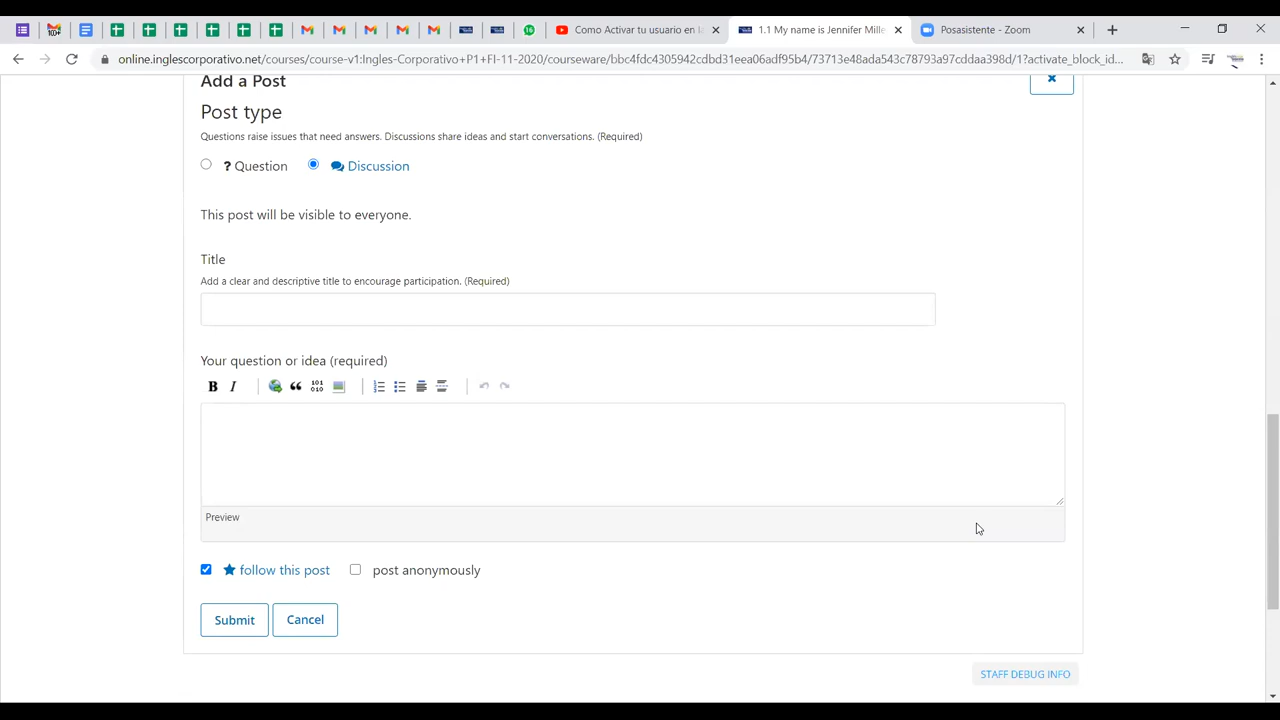 Como Activar tu usuario en l
1.1 My name is Jennifer Mille
Posasistente - Zoom
online.inglescorporativo.net/courses/course-v1:Ingles-Corporativo+P1+FI-11-2020/courseware/bbc4fdc4305942cdbd31eea06adf95b4/73713e48ada543c78793a97cddaa398d/1?activate_block_id...
Add a Post
Post type
Questions raise issues that need answers. Discussions share ideas and start conversations. (Required)
? Question Discussion
This post will be visible to everyone.
Title
Add a clear and descriptive title to encourage participation. (Required)
Your question or idea (required)
B I
Preview
follow this post post anonymously
Submit Cancel
STAFF DEBUG INFO